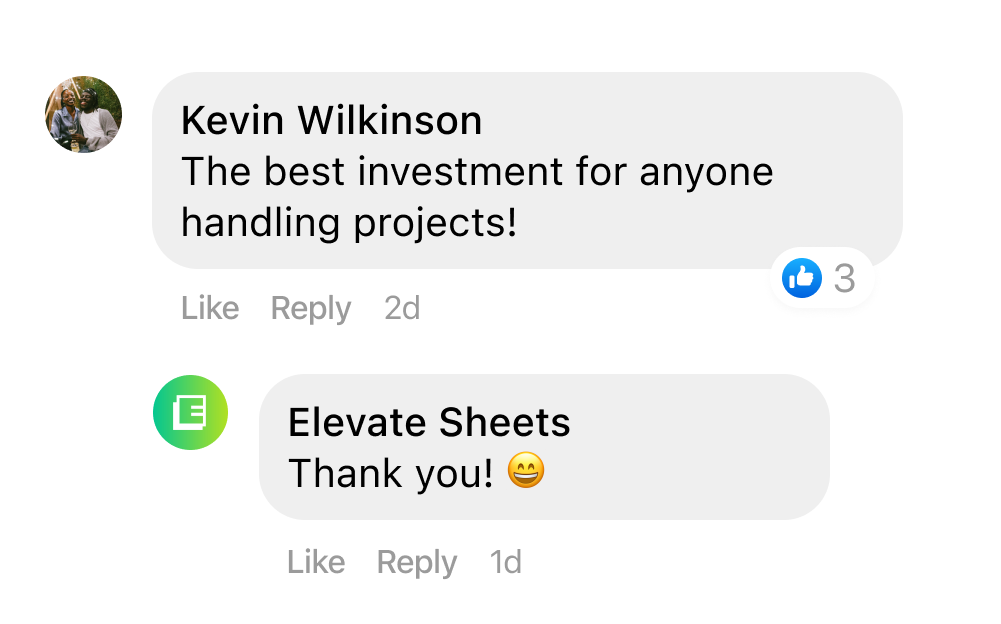 Kevin Wilkinson
The best investment for anyone
handling projects!
3
Like Reply 2d
Elevate Sheets
Thank you! 😄
Like Reply 1d